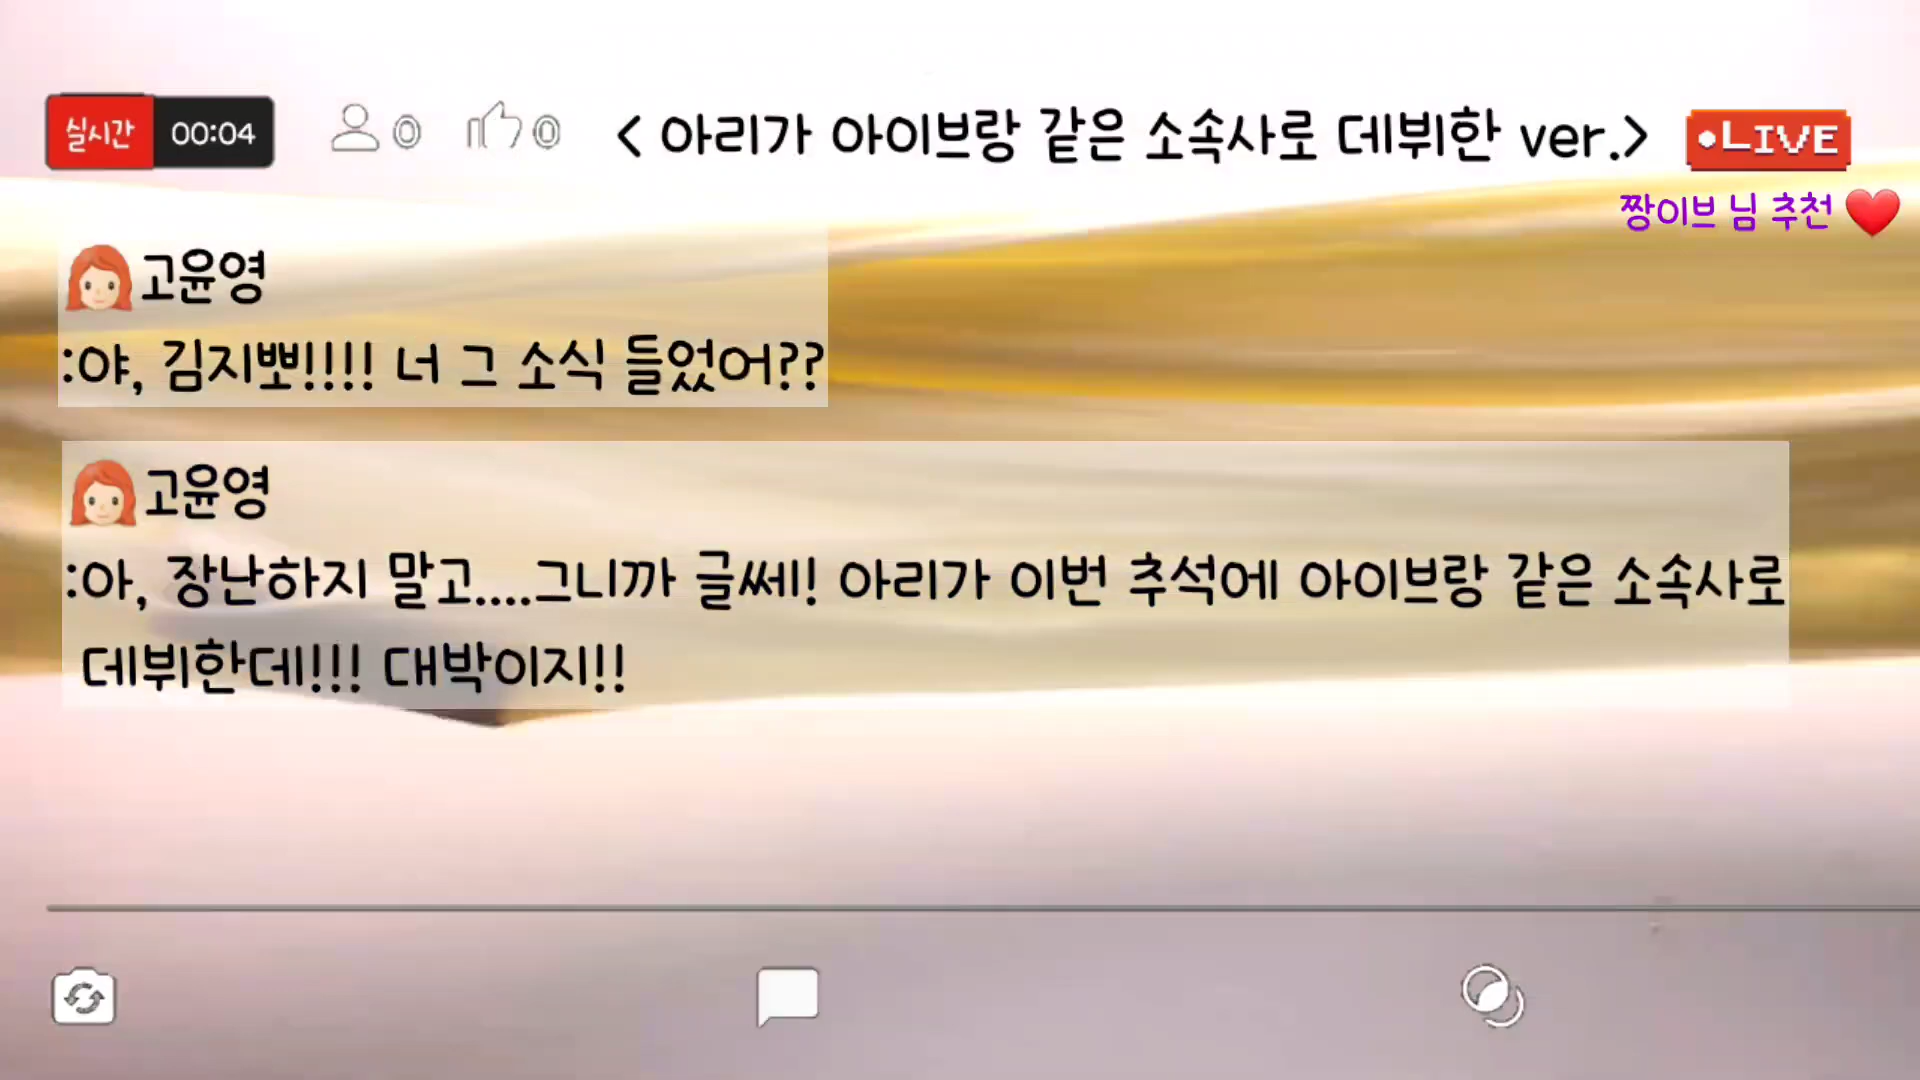 실시간 00:04 0 0 < 아리가 아이브랑 같은 소속사로 데뷔한 ver.> LIVE
짱이브 님 추천
고윤영
:야, 김지뽀!!!! 너 그 소식 들었어??
고윤영
:아, 장난하지 말고....그니까 글쎄! 아리가 이번 추석에 아이브랑 같은 소속사로
데뷔한데!!! 대박이지!!